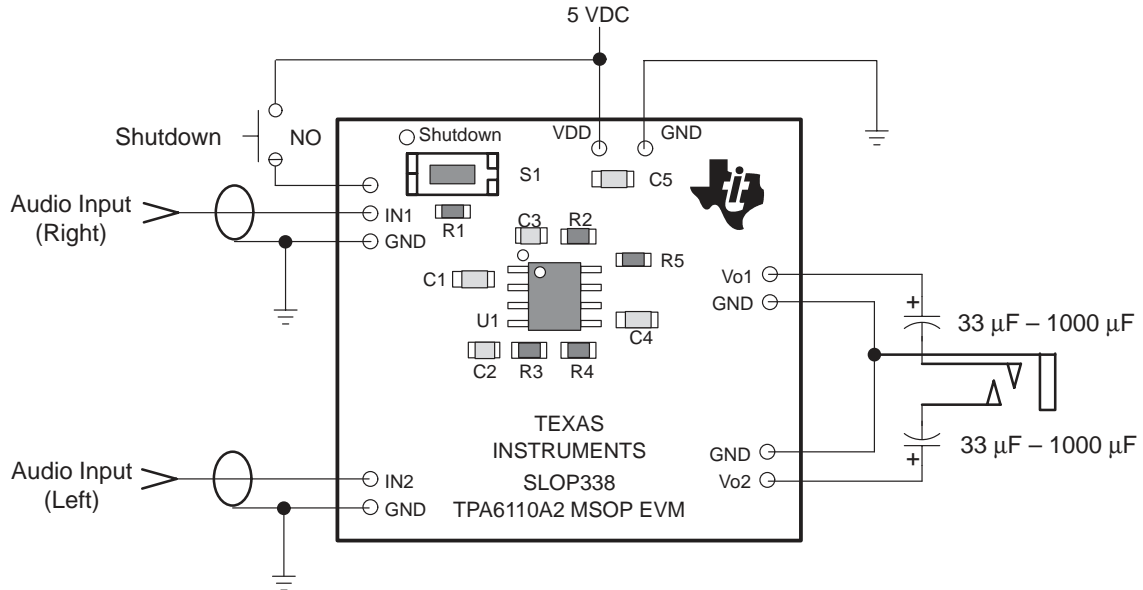 5 VDC
Shutdown
NO
Shutdown
VDD
GND
S1
C5
Audio Input
(Right)
IN1
GND
R1
C3
R2
R5
C1
U1
C4
C2
R3
R4
Vo1
GND
+
33 µF – 1000 µF
TEXAS
INSTRUMENTS
SLOP338
TPA6110A2 MSOP EVM
GND
Vo2
+
33 µF – 1000 µF
Audio Input
(Left)
IN2
GND